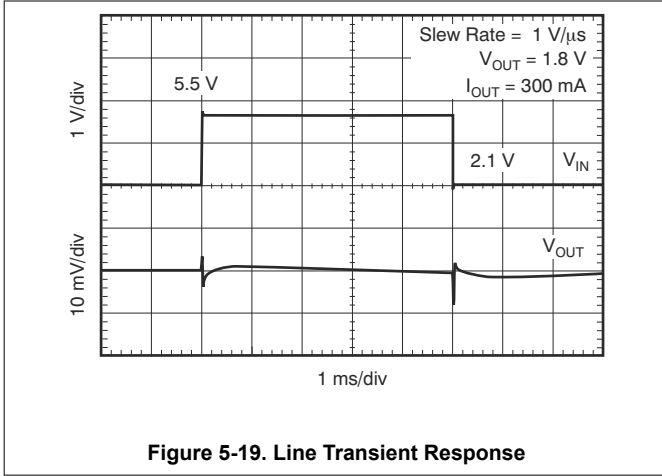 Slew Rate = 1 V/μs
V_OUT = 1.8 V
I_OUT = 300 mA
5.5 V
1 V/div
2.1 V
V_IN
V_OUT
10 mV/div
1 ms/div
Figure 5-19. Line Transient Response